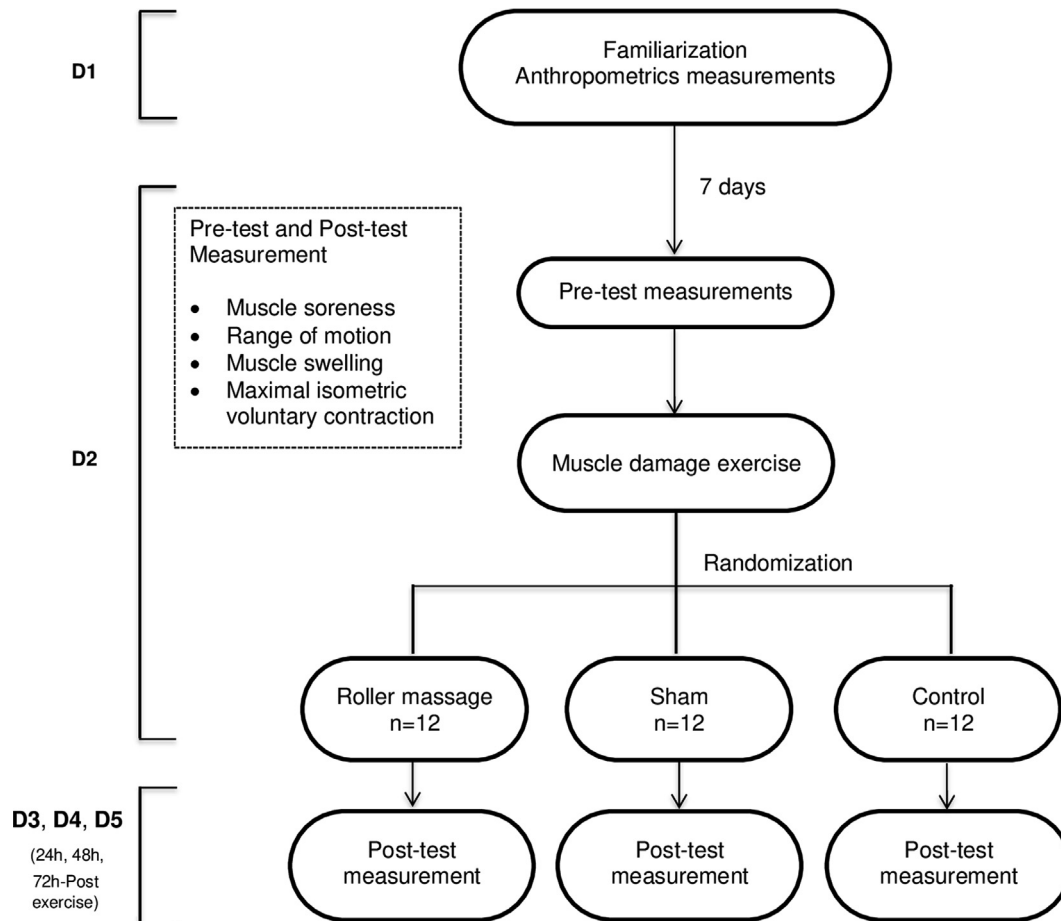 D1
Familiarization
Anthropometrics measurements
7 days
D2
Pre-test and Post-test
Measurement
• Muscle soreness
• Range of motion
• Muscle swelling
• Maximal isometric
voluntary contraction
Pre-test measurements
Muscle damage exercise
Randomization
Roller massage
n=12
Sham
n=12
Control
n=12
D3, D4, D5
(24h, 48h,
72h-Post
exercise)
Post-test
measurement
Post-test
measurement
Post-test
measurement